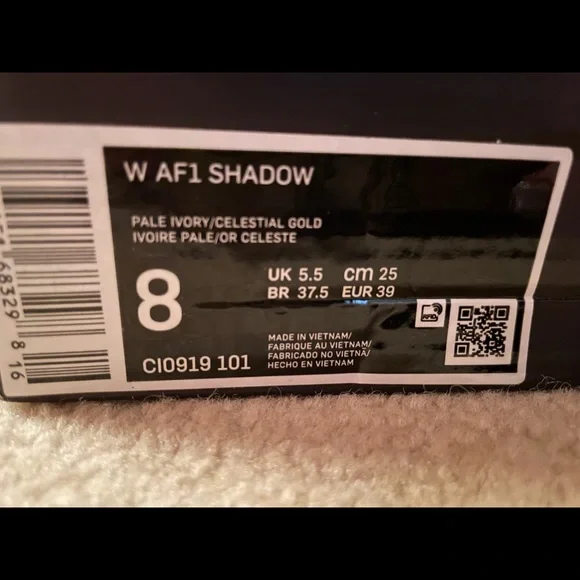 W AF1 SHADOW
PALE IVORY/CELESTIAL GOLD
IVOIRE PALE/OR CELESTE
8
UK 5.5 cm 25
BR 37.5 EUR 39
CI0919 101
MADE IN VIETNAM/
FABRIQUE AU VIETNAM/
FABRICADO NO VIETNÃ/
HECHO EN VIETNAM
68329 8 16